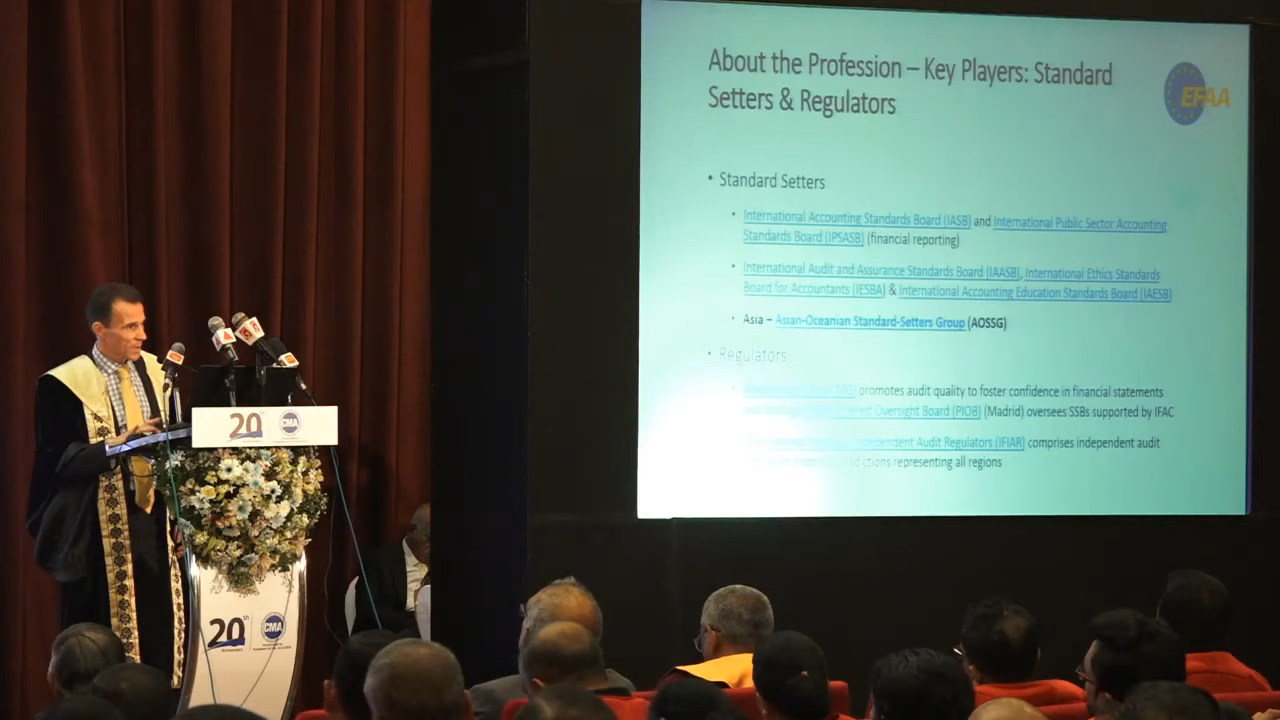 About the Profession – Key Players: Standard
Setters & Regulators
EFAA
• Standard Setters
• International Accounting Standards Board (IASB) and International Public Sector Accounting
Standards Board (IPSASB) (financial reporting)
• International Audit and Assurance Standards Board (IAASB), International Ethics Standards
Board for Accountants (IESBA) & International Accounting Education Standards Board (IAESB)
• Asia – Asian-Oceanian Standard-Setters Group (AOSSG)
• Regulators
promotes audit quality to foster confidence in financial statements
Oversight Board (PIOB) (Madrid) oversees SSBs supported by IFAC
Audit Regulators (IFIAR) comprises independent audit
representing all regions
20th
CMA
20th
Anniversary
CMA